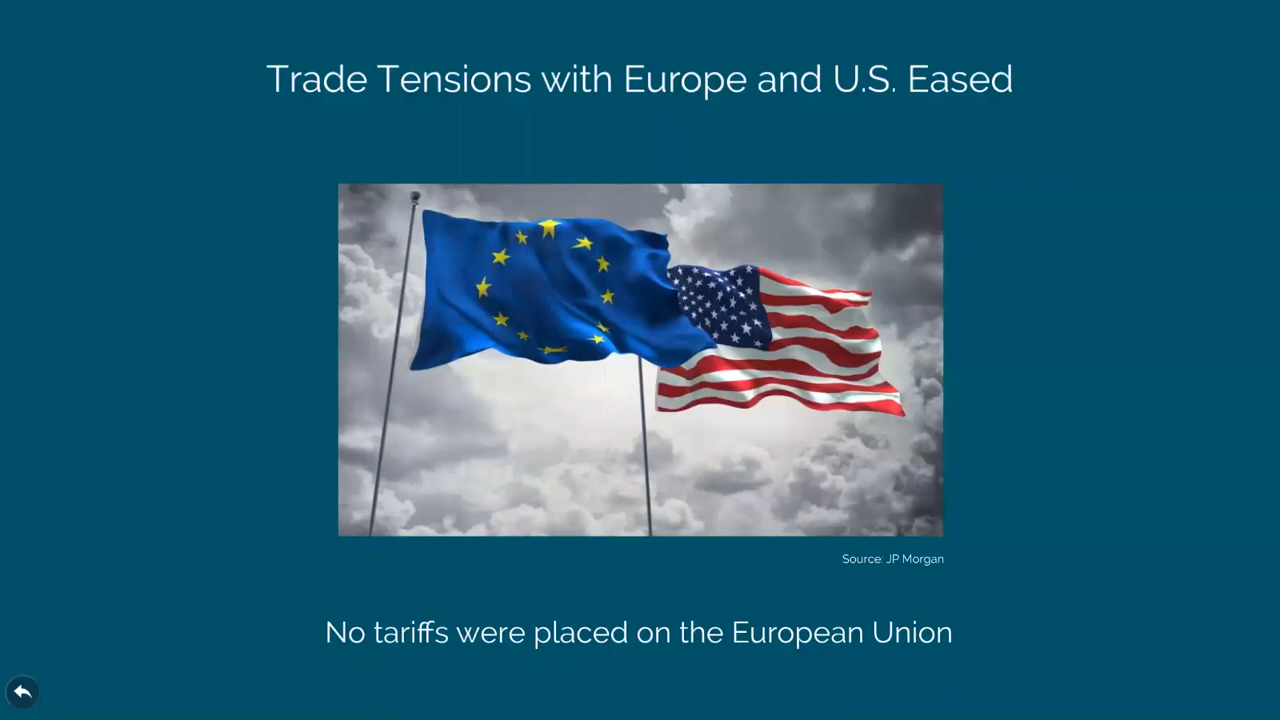 Trade Tensions with Europe and U.S. Eased
Source: JP Morgan
No tariffs were placed on the European Union